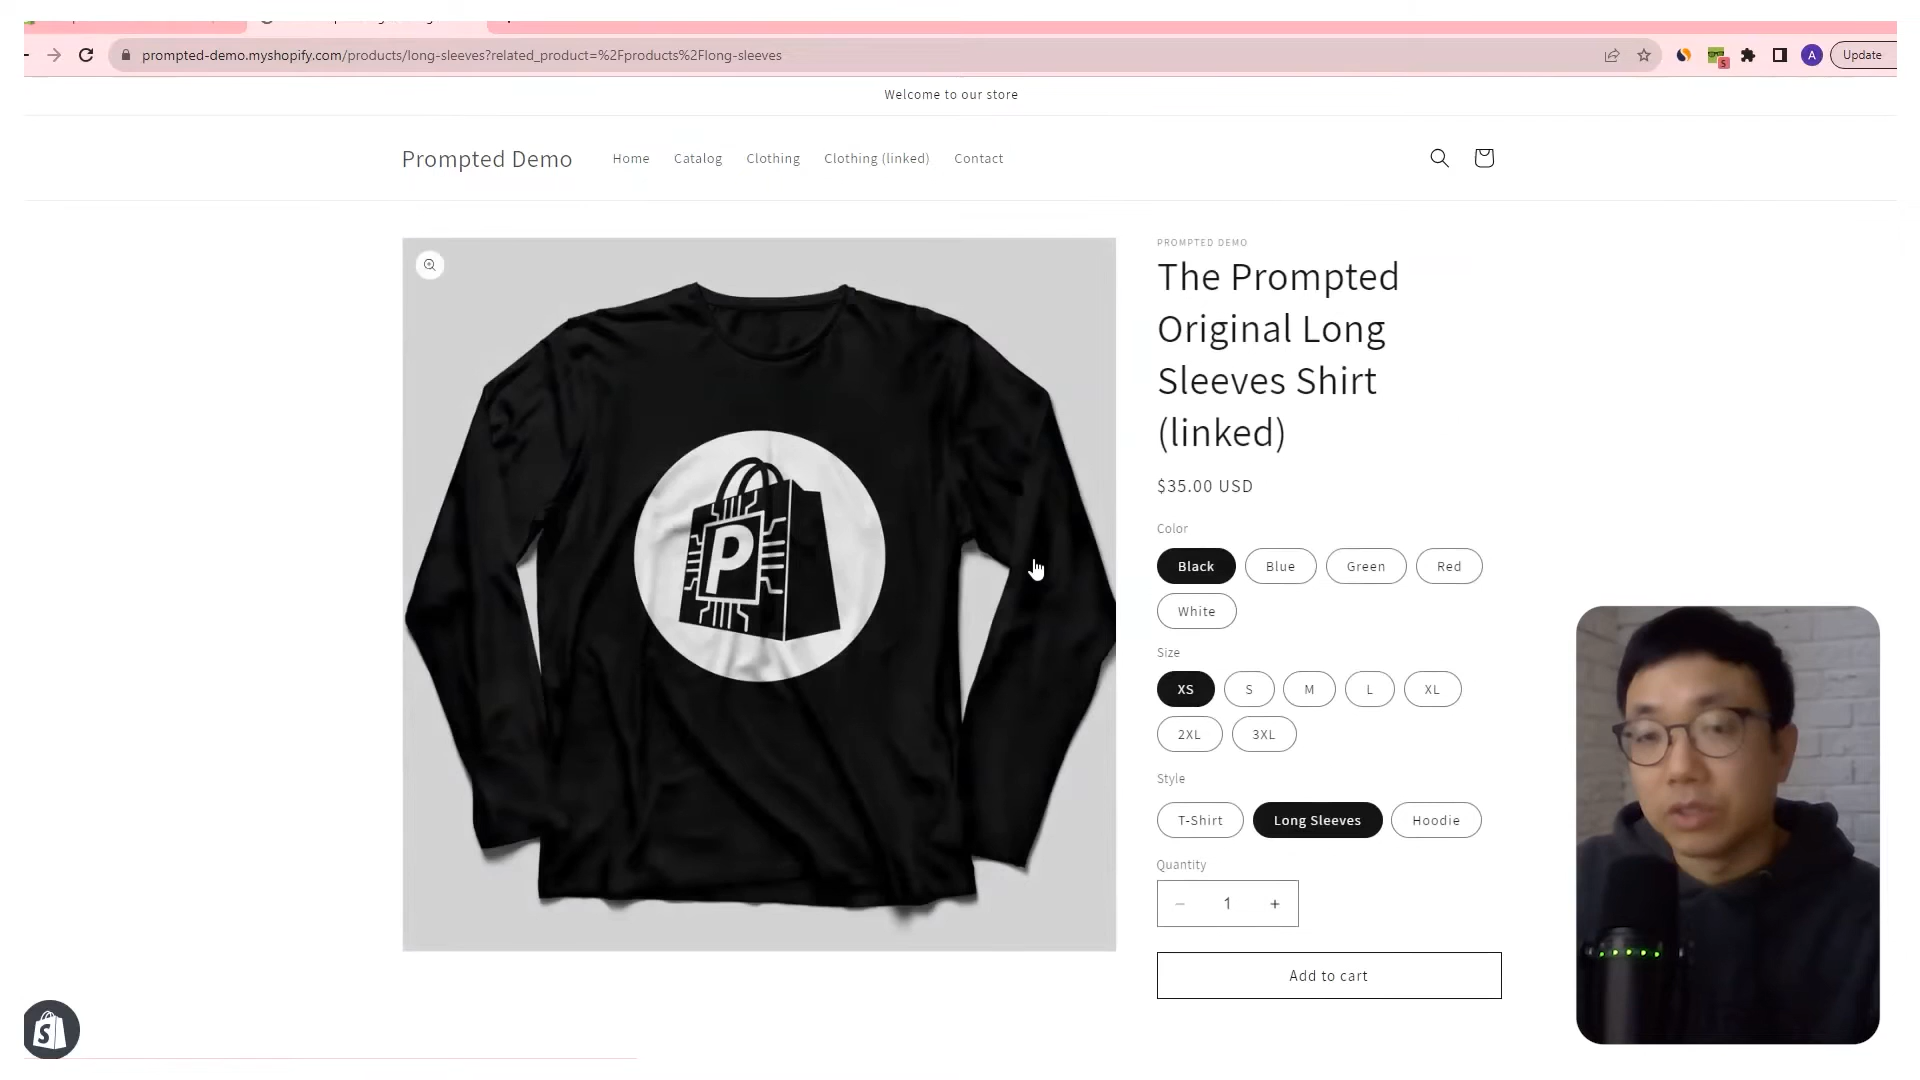 prompted-demo.myshopify.com/products/long-sleeves?related_product=%2Fproducts%2Flong-sleeves
S
A
Update
Welcome to our store
Prompted Demo
Home
Catalog
Clothing
Clothing (linked)
Contact
PROMPTED DEMO
The Prompted
Original Long
Sleeves Shirt
(linked)
$35.00 USD
Color
Black
Blue
Green
Red
White
Size
XS
S
M
L
XL
2XL
3XL
Style
T-Shirt
Long Sleeves
Hoodie
Quantity
1
Add to cart
P
S